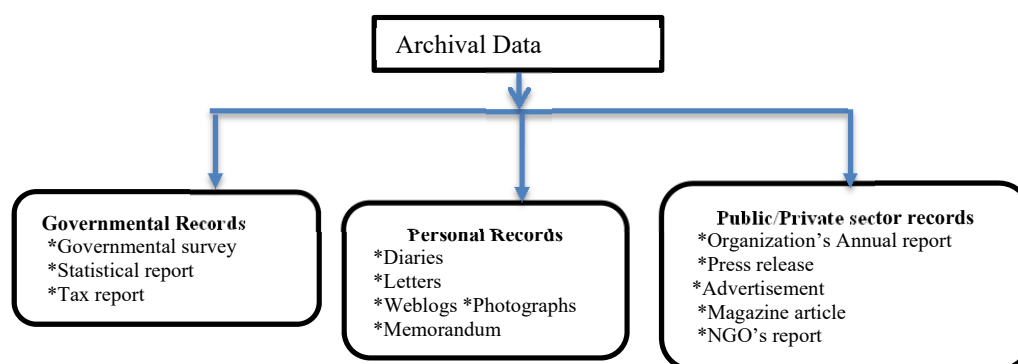 Archival Data
Governmental Records
*Governmental survey
*Statistical report
*Tax report
Personal Records
*Diaries
*Letters
*Weblogs *Photographs
*Memorandum
Public/Private sector records
*Organization’s Annual report
*Press release
*Advertisement
*Magazine article
*NGO’s report